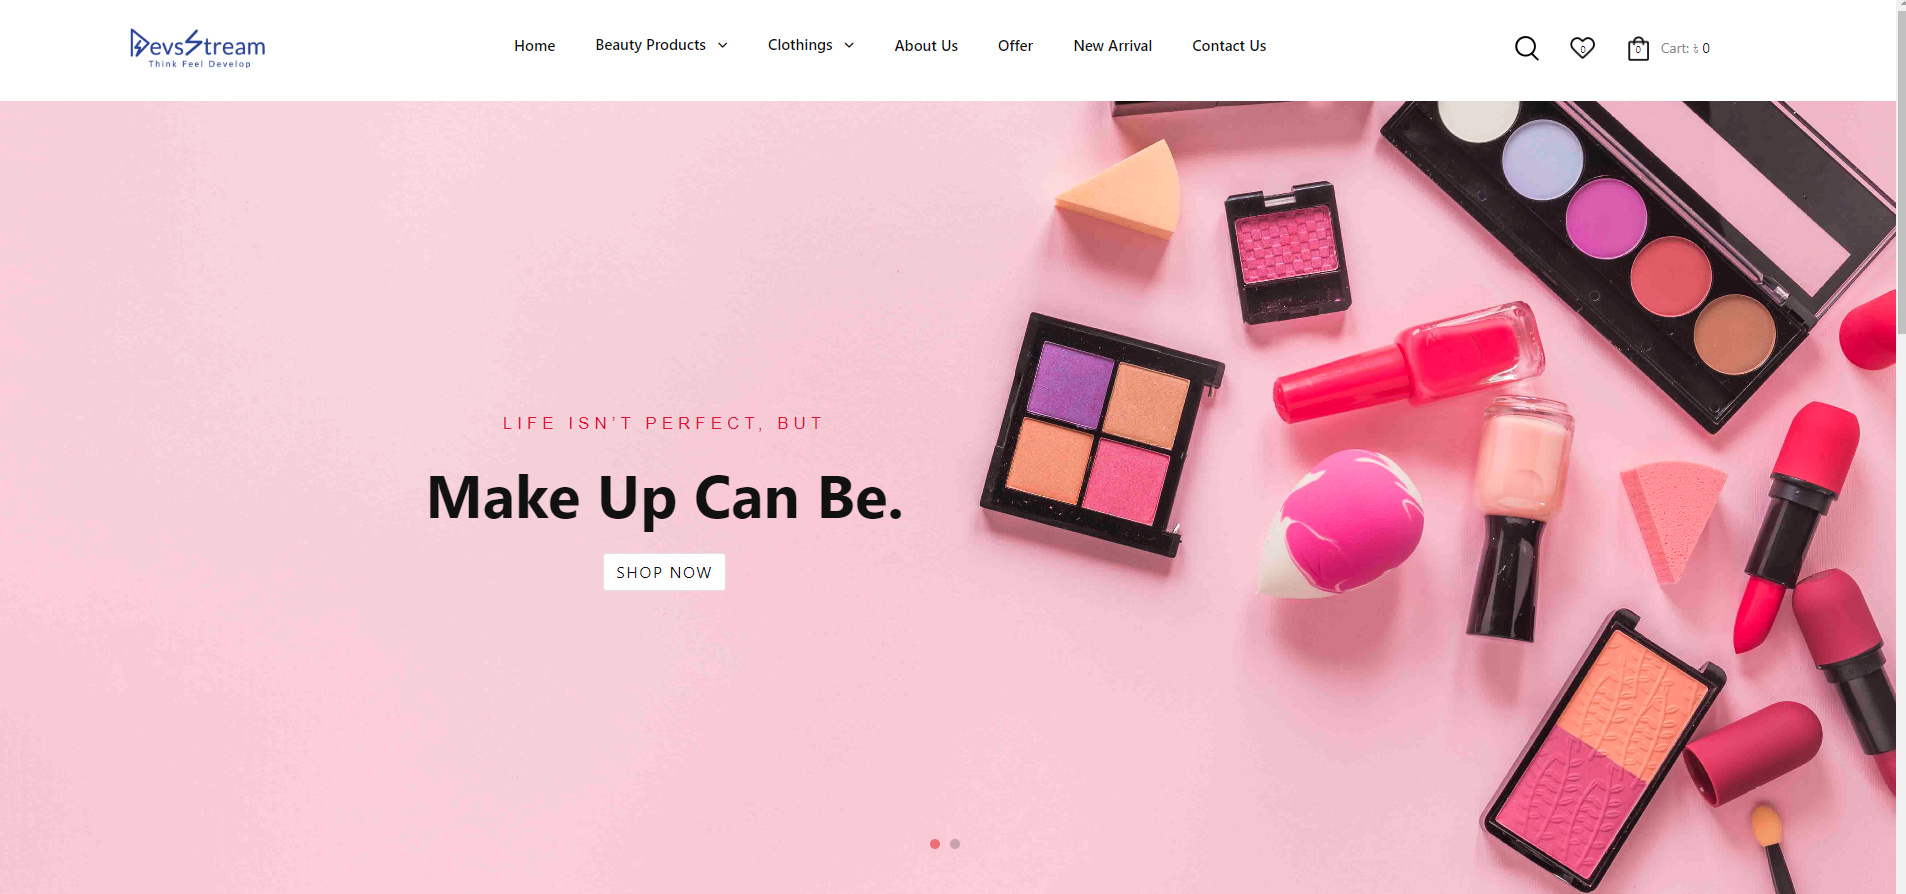 DevsStream
Think Feel Develop
Home
Beauty Products
Clothings
About Us
Offer
New Arrival
Contact Us
0
0
Cart: ৳ 0
LIFE ISN’T PERFECT, BUT
Make Up Can Be.
SHOP NOW